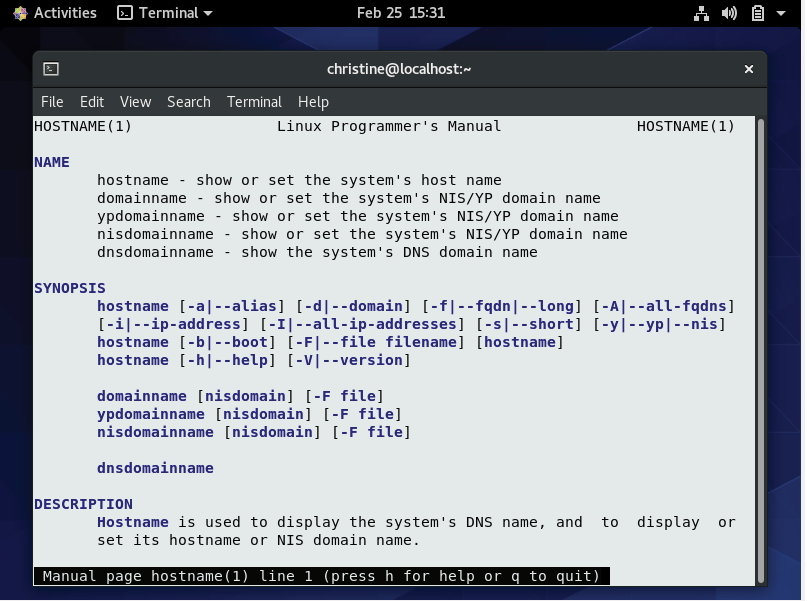 Activities Terminal Feb 25 15:31
christine@localhost:~ ×
File Edit View Search Terminal Help
HOSTNAME(1) Linux Programmer's Manual HOSTNAME(1)
NAME
hostname - show or set the system's host name
domainname - show or set the system's NIS/YP domain name
ypdomainname - show or set the system's NIS/YP domain name
nisdomainname - show or set the system's NIS/YP domain name
dnsdomainname - show the system's DNS domain name
SYNOPSIS
hostname [-a|--alias] [-d|--domain] [-f|--fqdn|--long] [-A|--all-fqdns]
[-i|--ip-address] [-I|--all-ip-addresses] [-s|--short] [-y|--yp|--nis]
hostname [-b|--boot] [-F|--file filename] [hostname]
hostname [-h|--help] [-V|--version]
domainname [nisdomain] [-F file]
ypdomainname [nisdomain] [-F file]
nisdomainname [nisdomain] [-F file]
dnsdomainname
DESCRIPTION
Hostname is used to display the system's DNS name, and to display or
set its hostname or NIS domain name.
Manual page hostname(1) line 1 (press h for help or q to quit)